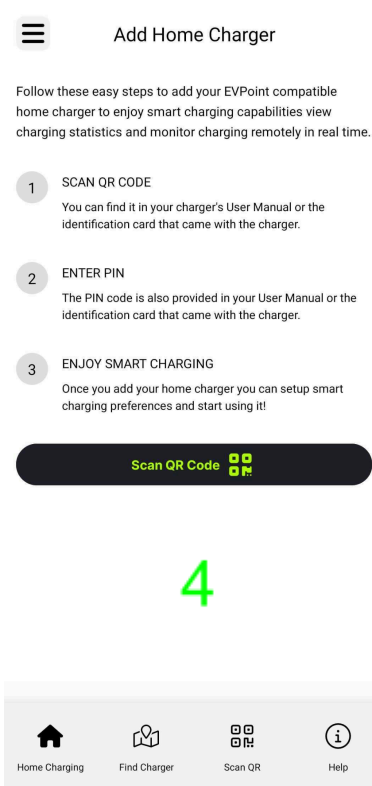 Add Home Charger
Follow these easy steps to add your EVPoint compatible
home charger to enjoy smart charging capabilities view
charging statistics and monitor charging remotely in real time.
1
SCAN QR CODE
You can find it in your charger's User Manual or the
identification card that came with the charger.
2
ENTER PIN
The PIN code is also provided in your User Manual or the
identification card that came with the charger.
3
ENJOY SMART CHARGING
Once you add your home charger you can setup smart
charging preferences and start using it!
Scan QR Code
4
Home Charging
Find Charger
Scan QR
Help